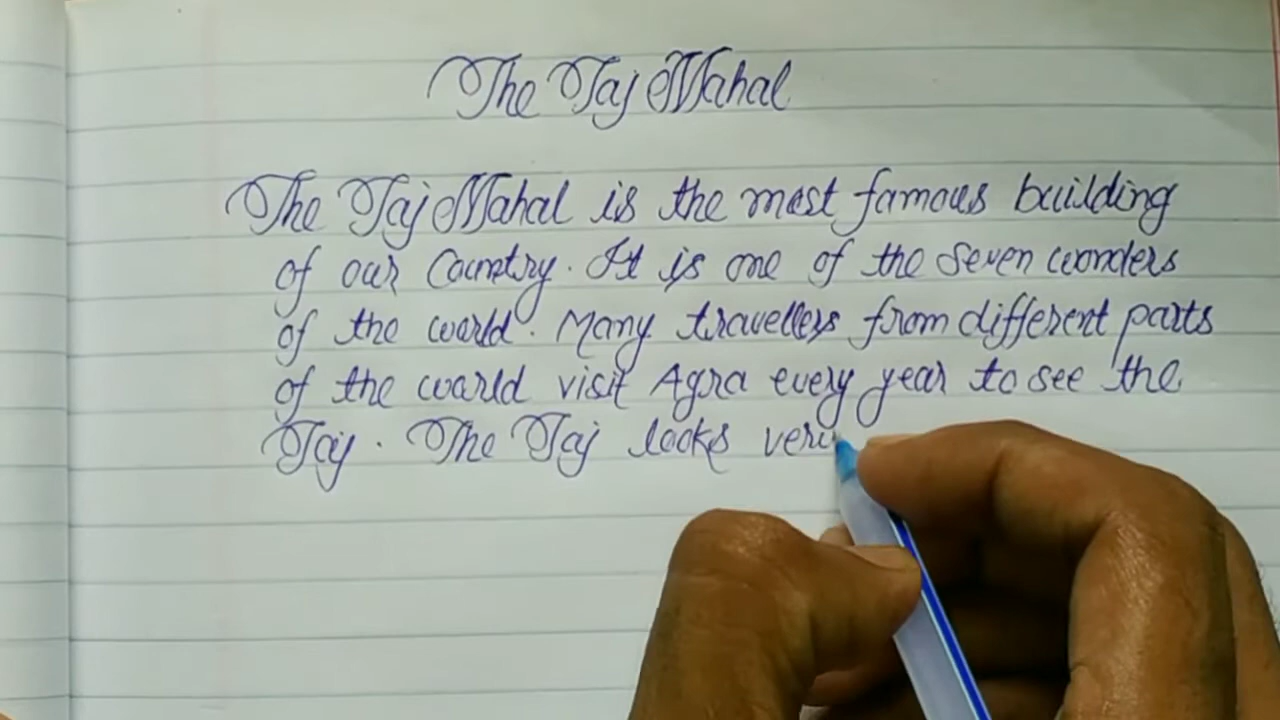 The Taj Mahal
The Taj Mahal is the most famous building
of our Country. It is one of the Seven wonders
of the world. Many travellers from different parts
of the world visit Agra every year to see the
Taj. The Taj looks